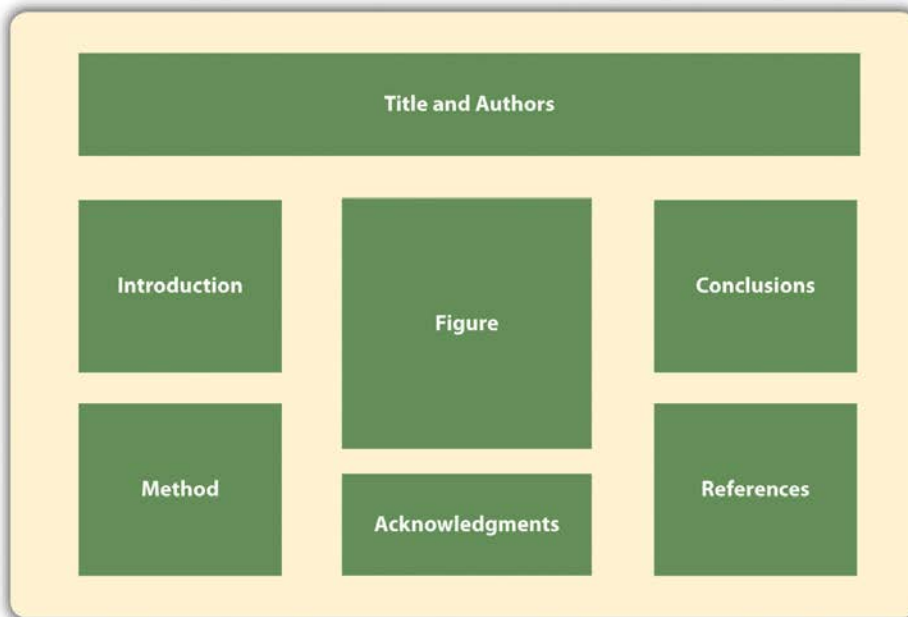 Title and Authors
Introduction
Method
Figure
Acknowledgments
Conclusions
References